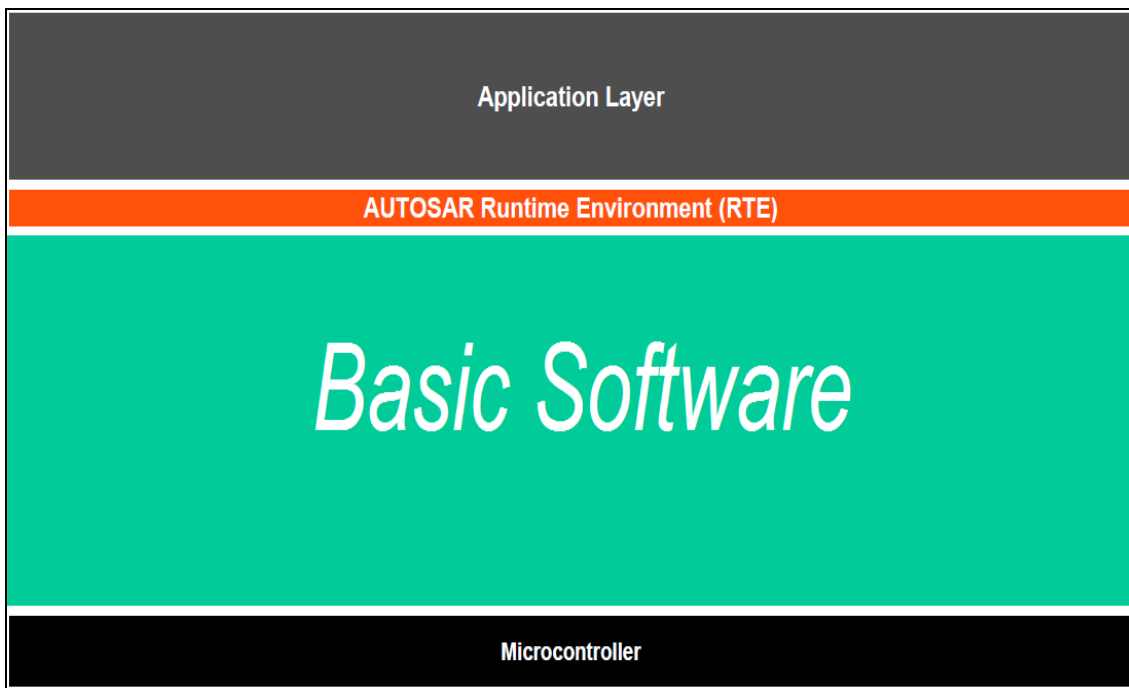 Application Layer
AUTOSAR Runtime Environment (RTE)
Basic Software
Microcontroller